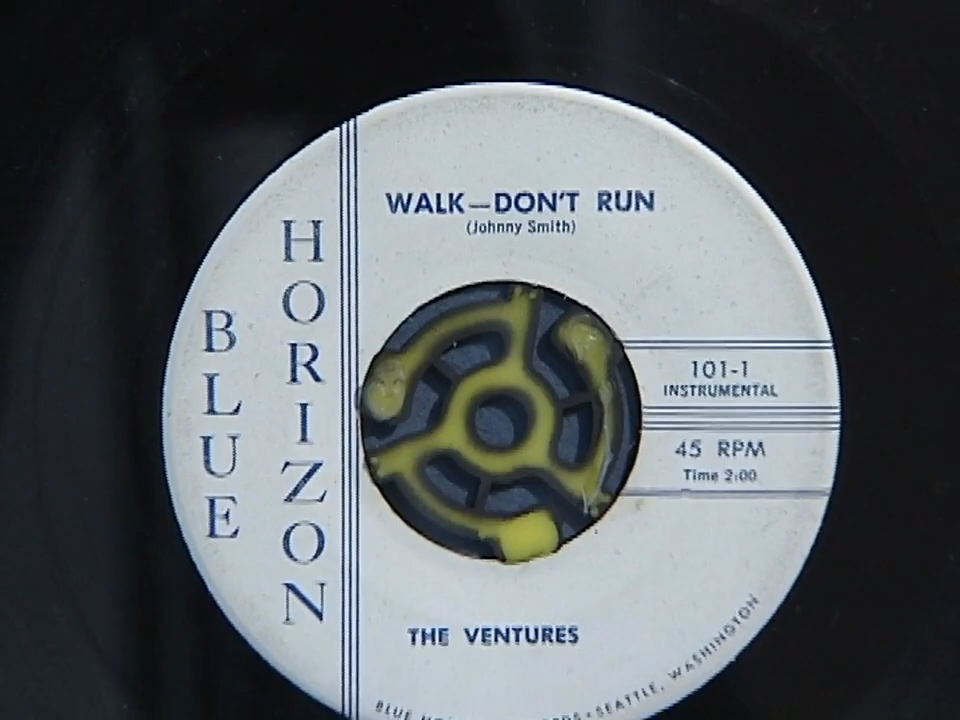 WALK—DON'T RUN
(Johnny Smith)
BLUE
HORIZON
101-1
INSTRUMENTAL
45 RPM
Time 2:00
THE VENTURES
BLUE • SEATTLE, WASHINGTON